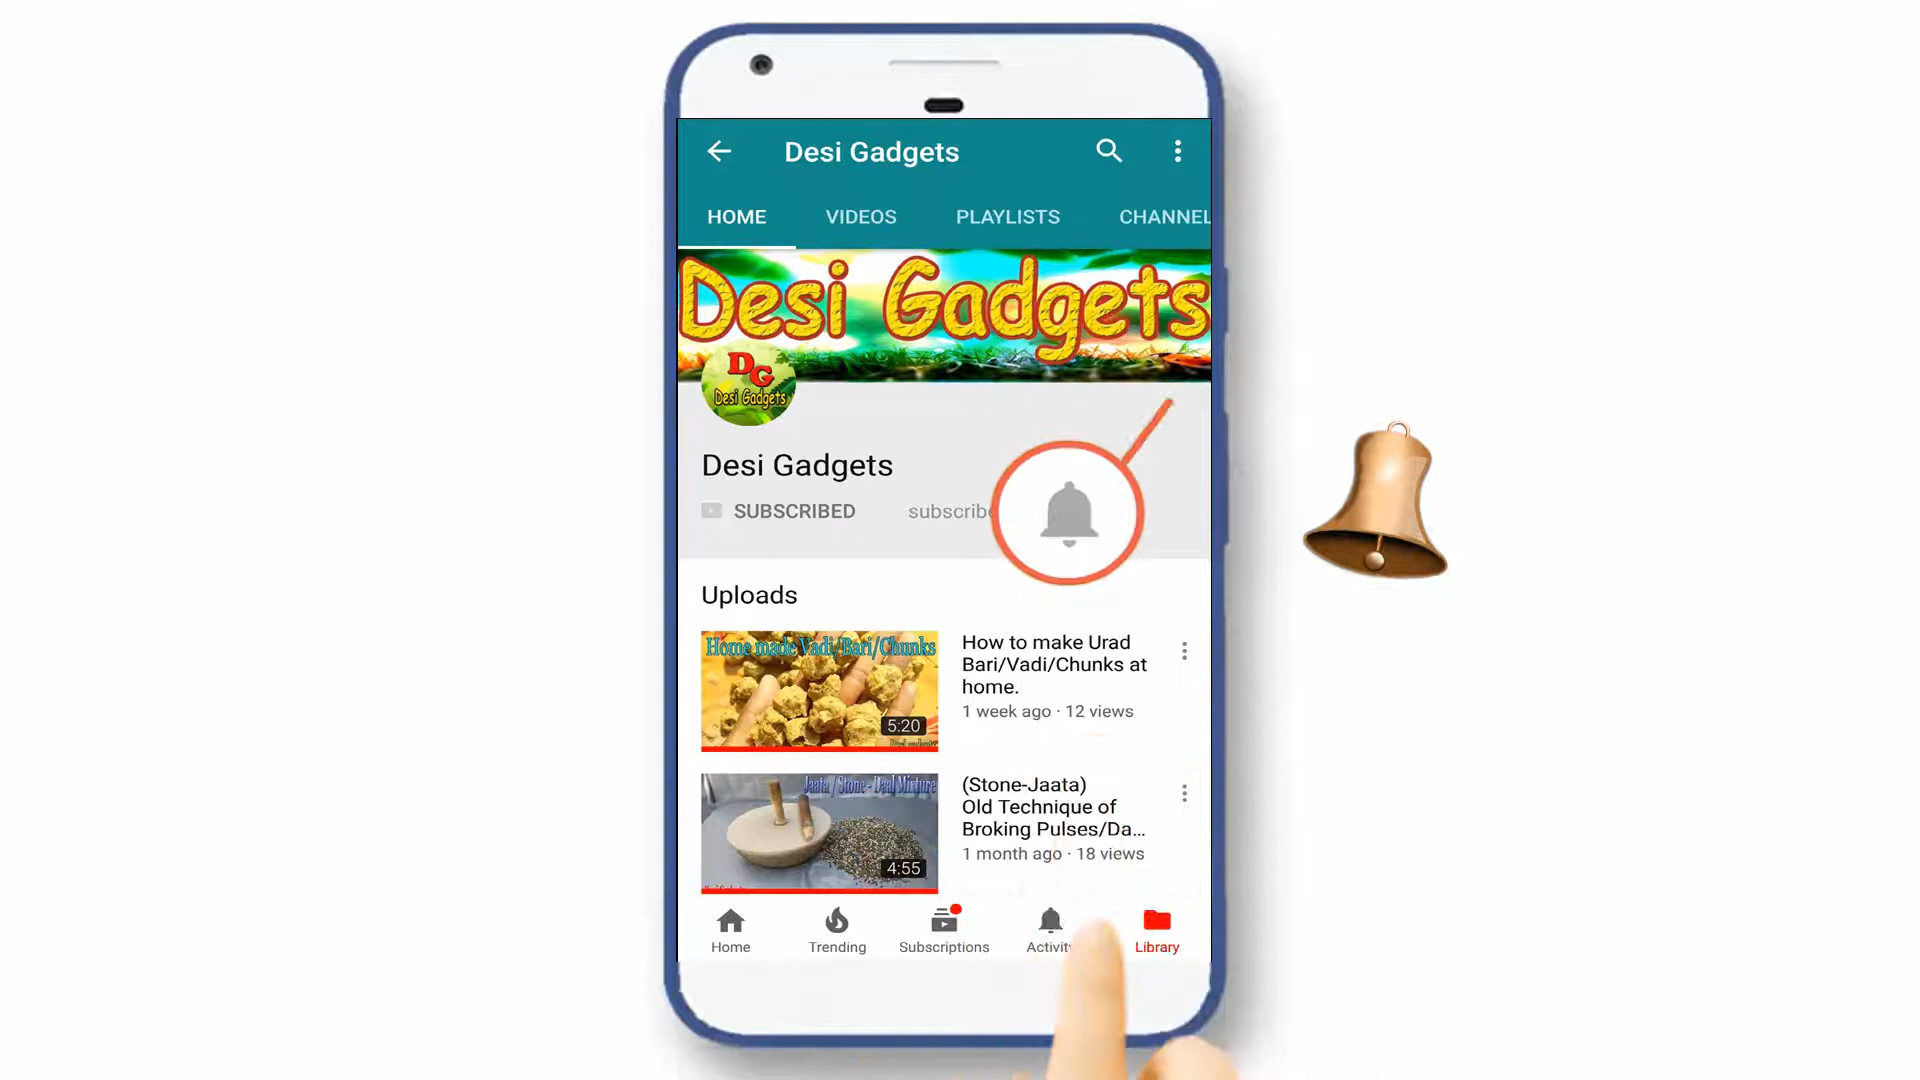 Desi Gadgets
HOME VIDEOS PLAYLISTS CHANNEL
Desi Gadgets
DG
Desi Gadgets
Desi Gadgets
SUBSCRIBED
Uploads
Home made Vadi/Bari/Chunks
5:20
How to make Urad
Bari/Vadi/Chunks at
home.
1 week ago · 12 views
Jaata / Stone - Daal Mixture
4:55
(Stone-Jaata)
Old Technique of
Broking Pulses/Da...
1 month ago · 18 views
Home Trending Subscriptions Activity Library